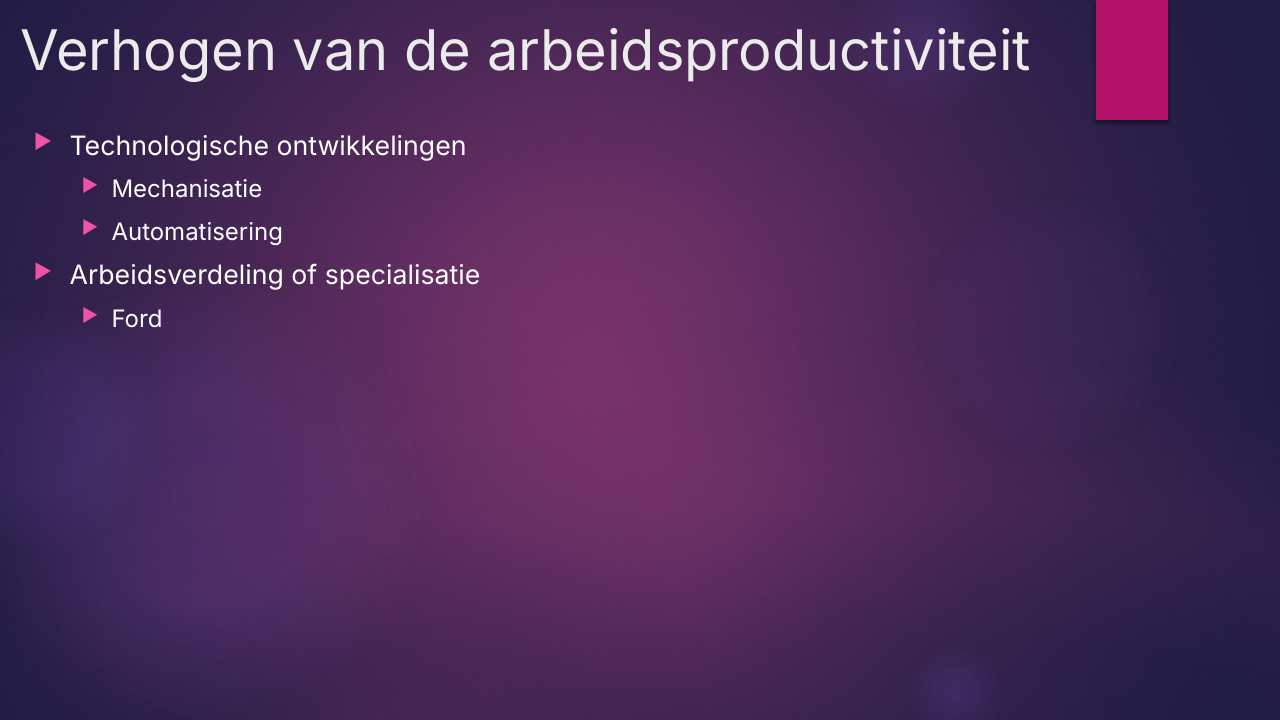 Verhogen van de arbeidsproductiviteit
Technologische ontwikkelingen
Mechanisatie
Automatisering
Arbeidsverdeling of specialisatie
Ford